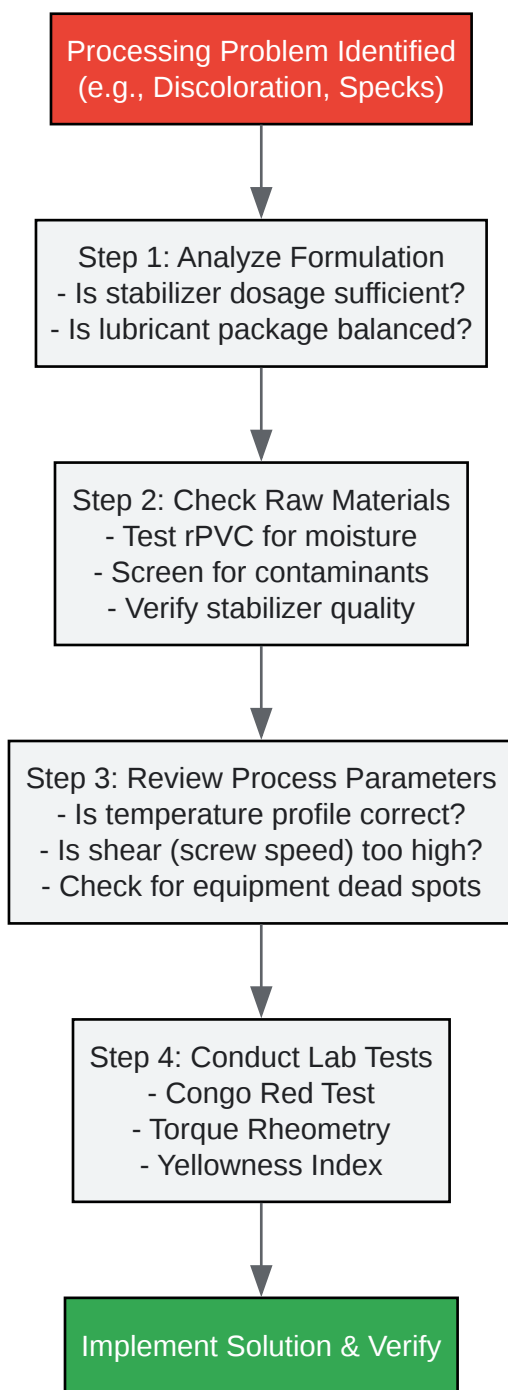 Processing Problem Identified
(e.g., Discoloration, Specks)
Step 1: Analyze Formulation
- Is stabilizer dosage sufficient?
- Is lubricant package balanced?
Step 2: Check Raw Materials
- Test rPVC for moisture
- Screen for contaminants
- Verify stabilizer quality
Step 3: Review Process Parameters
- Is temperature profile correct?
- Is shear (screw speed) too high?
- Check for equipment dead spots
Step 4: Conduct Lab Tests
- Congo Red Test
- Torque Rheometry
- Yellowness Index
Implement Solution & Verify